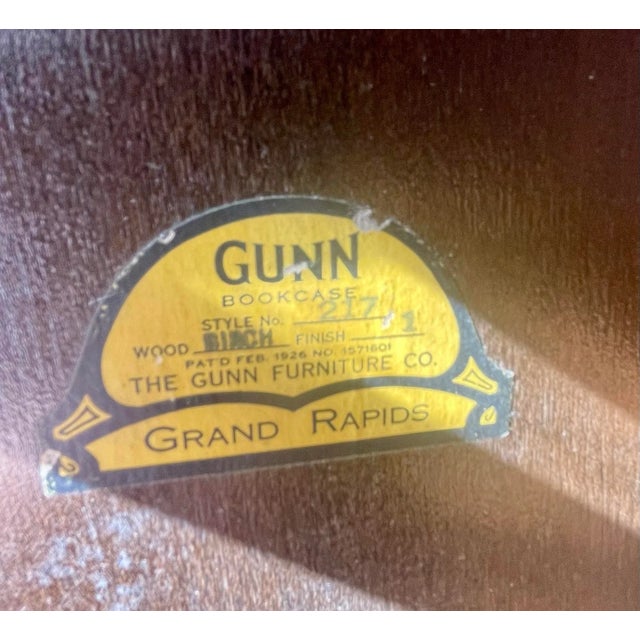 GUNN
BOOKCASE
STYLE No. 217
WOOD BIRCH FINISH 1
PAT'D FEB. 1926 NO. 1571601
THE GUNN FURNITURE CO.
GRAND RAPIDS